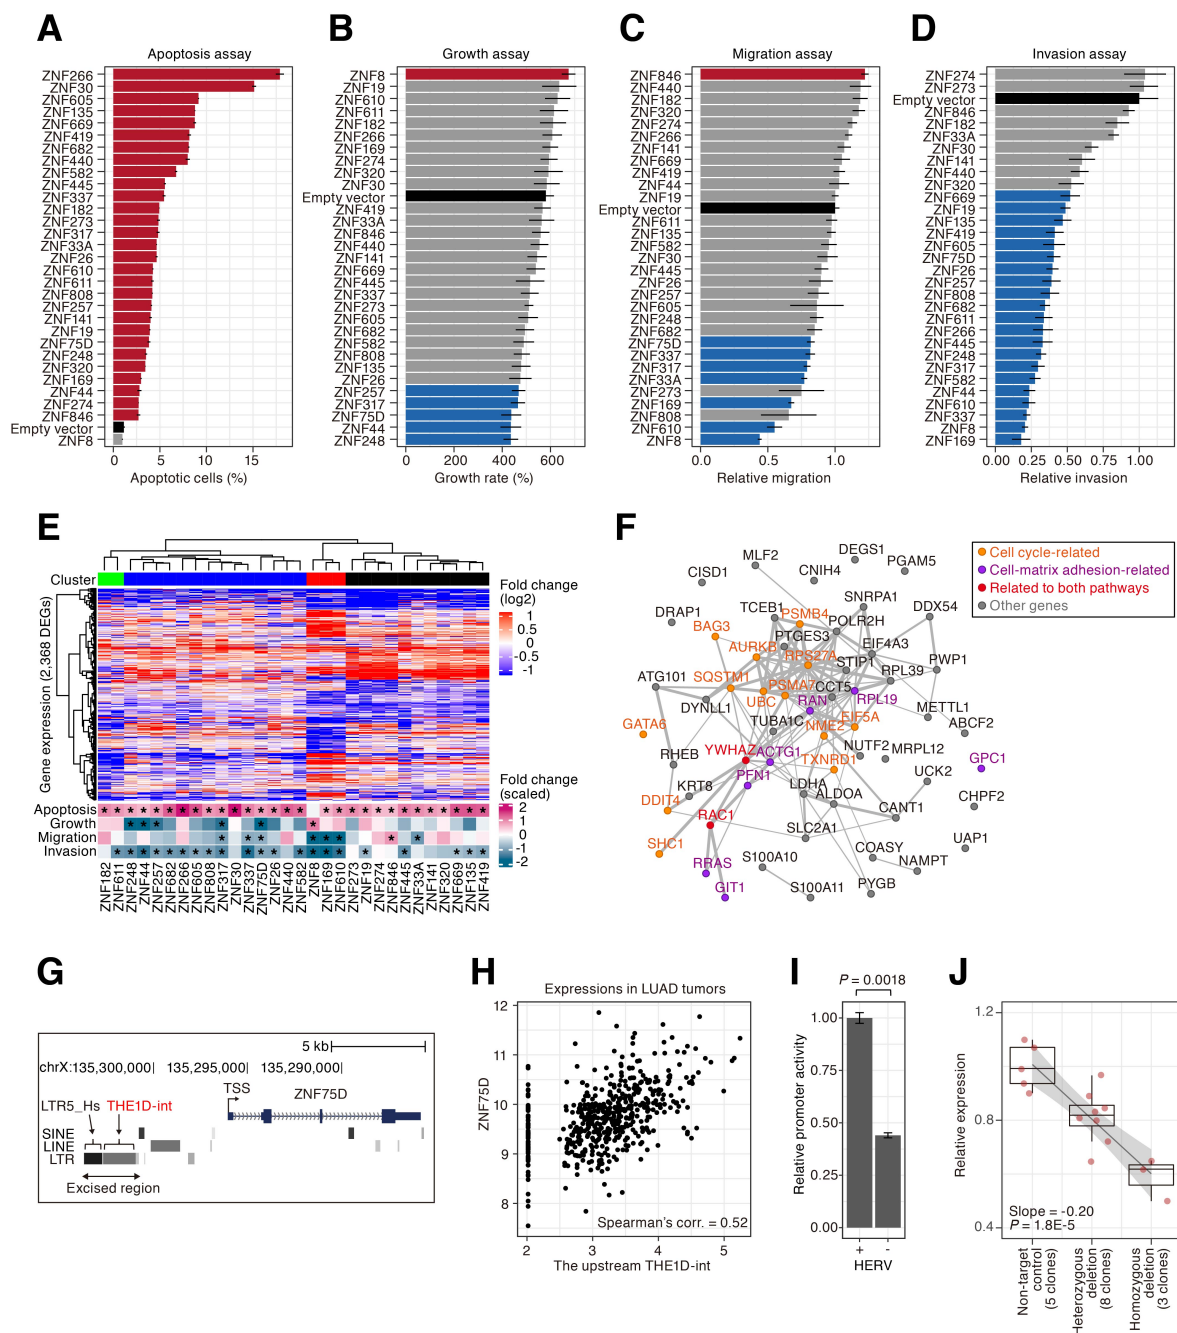 A
Apoptosis assay
ZNF266
ZNF30
ZNF605
ZNF135
ZNF669
ZNF419
ZNF682
ZNF440
ZNF582
ZNF445
ZNF337
ZNF182
ZNF273
ZNF317
ZNF33A
ZNF26
ZNF610
ZNF611
ZNF808
ZNF257
ZNF141
ZNF19
ZNF75D
ZNF248
ZNF320
ZNF169
ZNF44
ZNF274
ZNF846
Empty vector
ZNF8
0 5 10 15
Apoptotic cells (%)
B
Growth assay
ZNF8
ZNF19
ZNF610
ZNF611
ZNF182
ZNF266
ZNF169
ZNF274
ZNF320
ZNF30
Empty vector
ZNF419
ZNF33A
ZNF846
ZNF440
ZNF141
ZNF669
ZNF445
ZNF337
ZNF273
ZNF605
ZNF682
ZNF582
ZNF808
ZNF135
ZNF26
ZNF257
ZNF317
ZNF75D
ZNF44
ZNF248
0 200 400 600
Growth rate (%)
C
Migration assay
ZNF846
ZNF440
ZNF182
ZNF320
ZNF274
ZNF266
ZNF141
ZNF669
ZNF419
ZNF44
ZNF19
Empty vector
ZNF611
ZNF135
ZNF582
ZNF30
ZNF445
ZNF26
ZNF257
ZNF605
ZNF248
ZNF682
ZNF75D
ZNF337
ZNF317
ZNF33A
ZNF273
ZNF169
ZNF808
ZNF610
ZNF8
0.0 0.5 1.0
Relative migration
D
Invasion assay
ZNF274
ZNF273
Empty vector
ZNF846
ZNF182
ZNF33A
ZNF30
ZNF141
ZNF440
ZNF320
ZNF669
ZNF19
ZNF135
ZNF419
ZNF605
ZNF75D
ZNF26
ZNF257
ZNF808
ZNF682
ZNF611
ZNF266
ZNF445
ZNF248
ZNF317
ZNF582
ZNF44
ZNF610
ZNF337
ZNF8
ZNF169
0.00 0.25 0.50 0.75 1.00
Relative invasion
E
Cluster
Gene expression (2,368 DEGs)
Fold change
(log2)
1
0.5
0
-0.5
-1
Fold change
(scaled)
2
1
0
-1
-2
Apoptosis
Growth
Migration
Invasion
ZNF182
ZNF611
ZNF248
ZNF44
ZNF257
ZNF682
ZNF266
ZNF605
ZNF808
ZNF317
ZNF30
ZNF337
ZNF75D
ZNF26
ZNF440
ZNF582
ZNF8
ZNF169
ZNF610
ZNF273
ZNF19
ZNF274
ZNF846
ZNF445
ZNF33A
ZNF141
ZNF320
ZNF669
ZNF135
ZNF419
F
Cell cycle-related
Cell-matrix adhesion-related
Related to both pathways
Other genes
MLF2
DEGS1
CNIH4
PGAM5
CISD1
SNRPA1
DRAP1
TCEB1
PSMB4
DDX54
BAG3
POLR2H
PTGES3
AURKB
EIF4A3
RPS27A
STIP1
RPL39
PWP1
ATG101
SQSTM1
PSMA7
CCT5
UBC
RAN
RPL19
DYNLL1
METTL1
GATA6
TUBA1C
NME2
EIF5A
ABCF2
RHEB
YWHAZ
ACTG1
TXNRD1
NUTF2
MRPL12
GPC1
PFN1
UCK2
KRT8
LDHA
ALDOA
CHPF2
DDIT4
CANT1
RAC1
SLC2A1
UAP1
SHC1
COASY
RRAS
S100A10
NAMPT
GIT1
S100A11
PYGB
G
5 kb
chrX:135,300,000| 135,295,000| 135,290,000|
TSS
ZNF75D
LTR5_Hs THE1D-int
SINE
LINE
LTR
Excised region
H
Expressions in LUAD tumors
ZNF75D
12
11
10
9
8
Spearman's corr. = 0.52
2 3 4 5
The upstream THE1D-int
I
P = 0.0018
Relative promoter activity
1.00
0.75
0.50
0.25
0.00
+ -
HERV
J
Relative expression
1.2
0.8
0.4
Slope = -0.20
P = 1.8E-5
Non-target
control
(5 clones)
Heterozygous
deletion
(8 clones)
Homozygous
deletion
(3 clones)